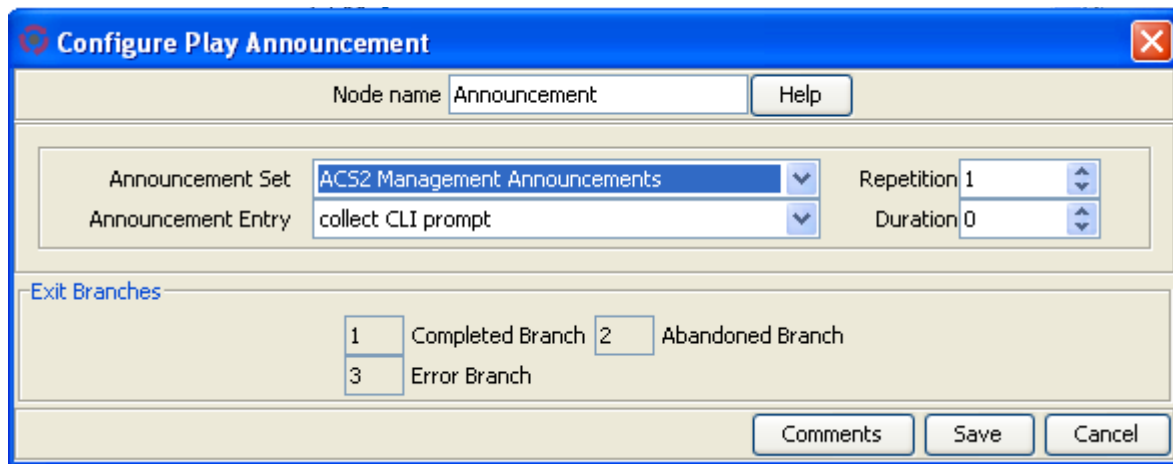 Configure Play Announcement
Node name Announcement Help
Announcement Set ACS2 Management Announcements Repetition 1
Announcement Entry collect CLI prompt Duration 0
Exit Branches
1 Completed Branch 2 Abandoned Branch
3 Error Branch
Comments Save Cancel